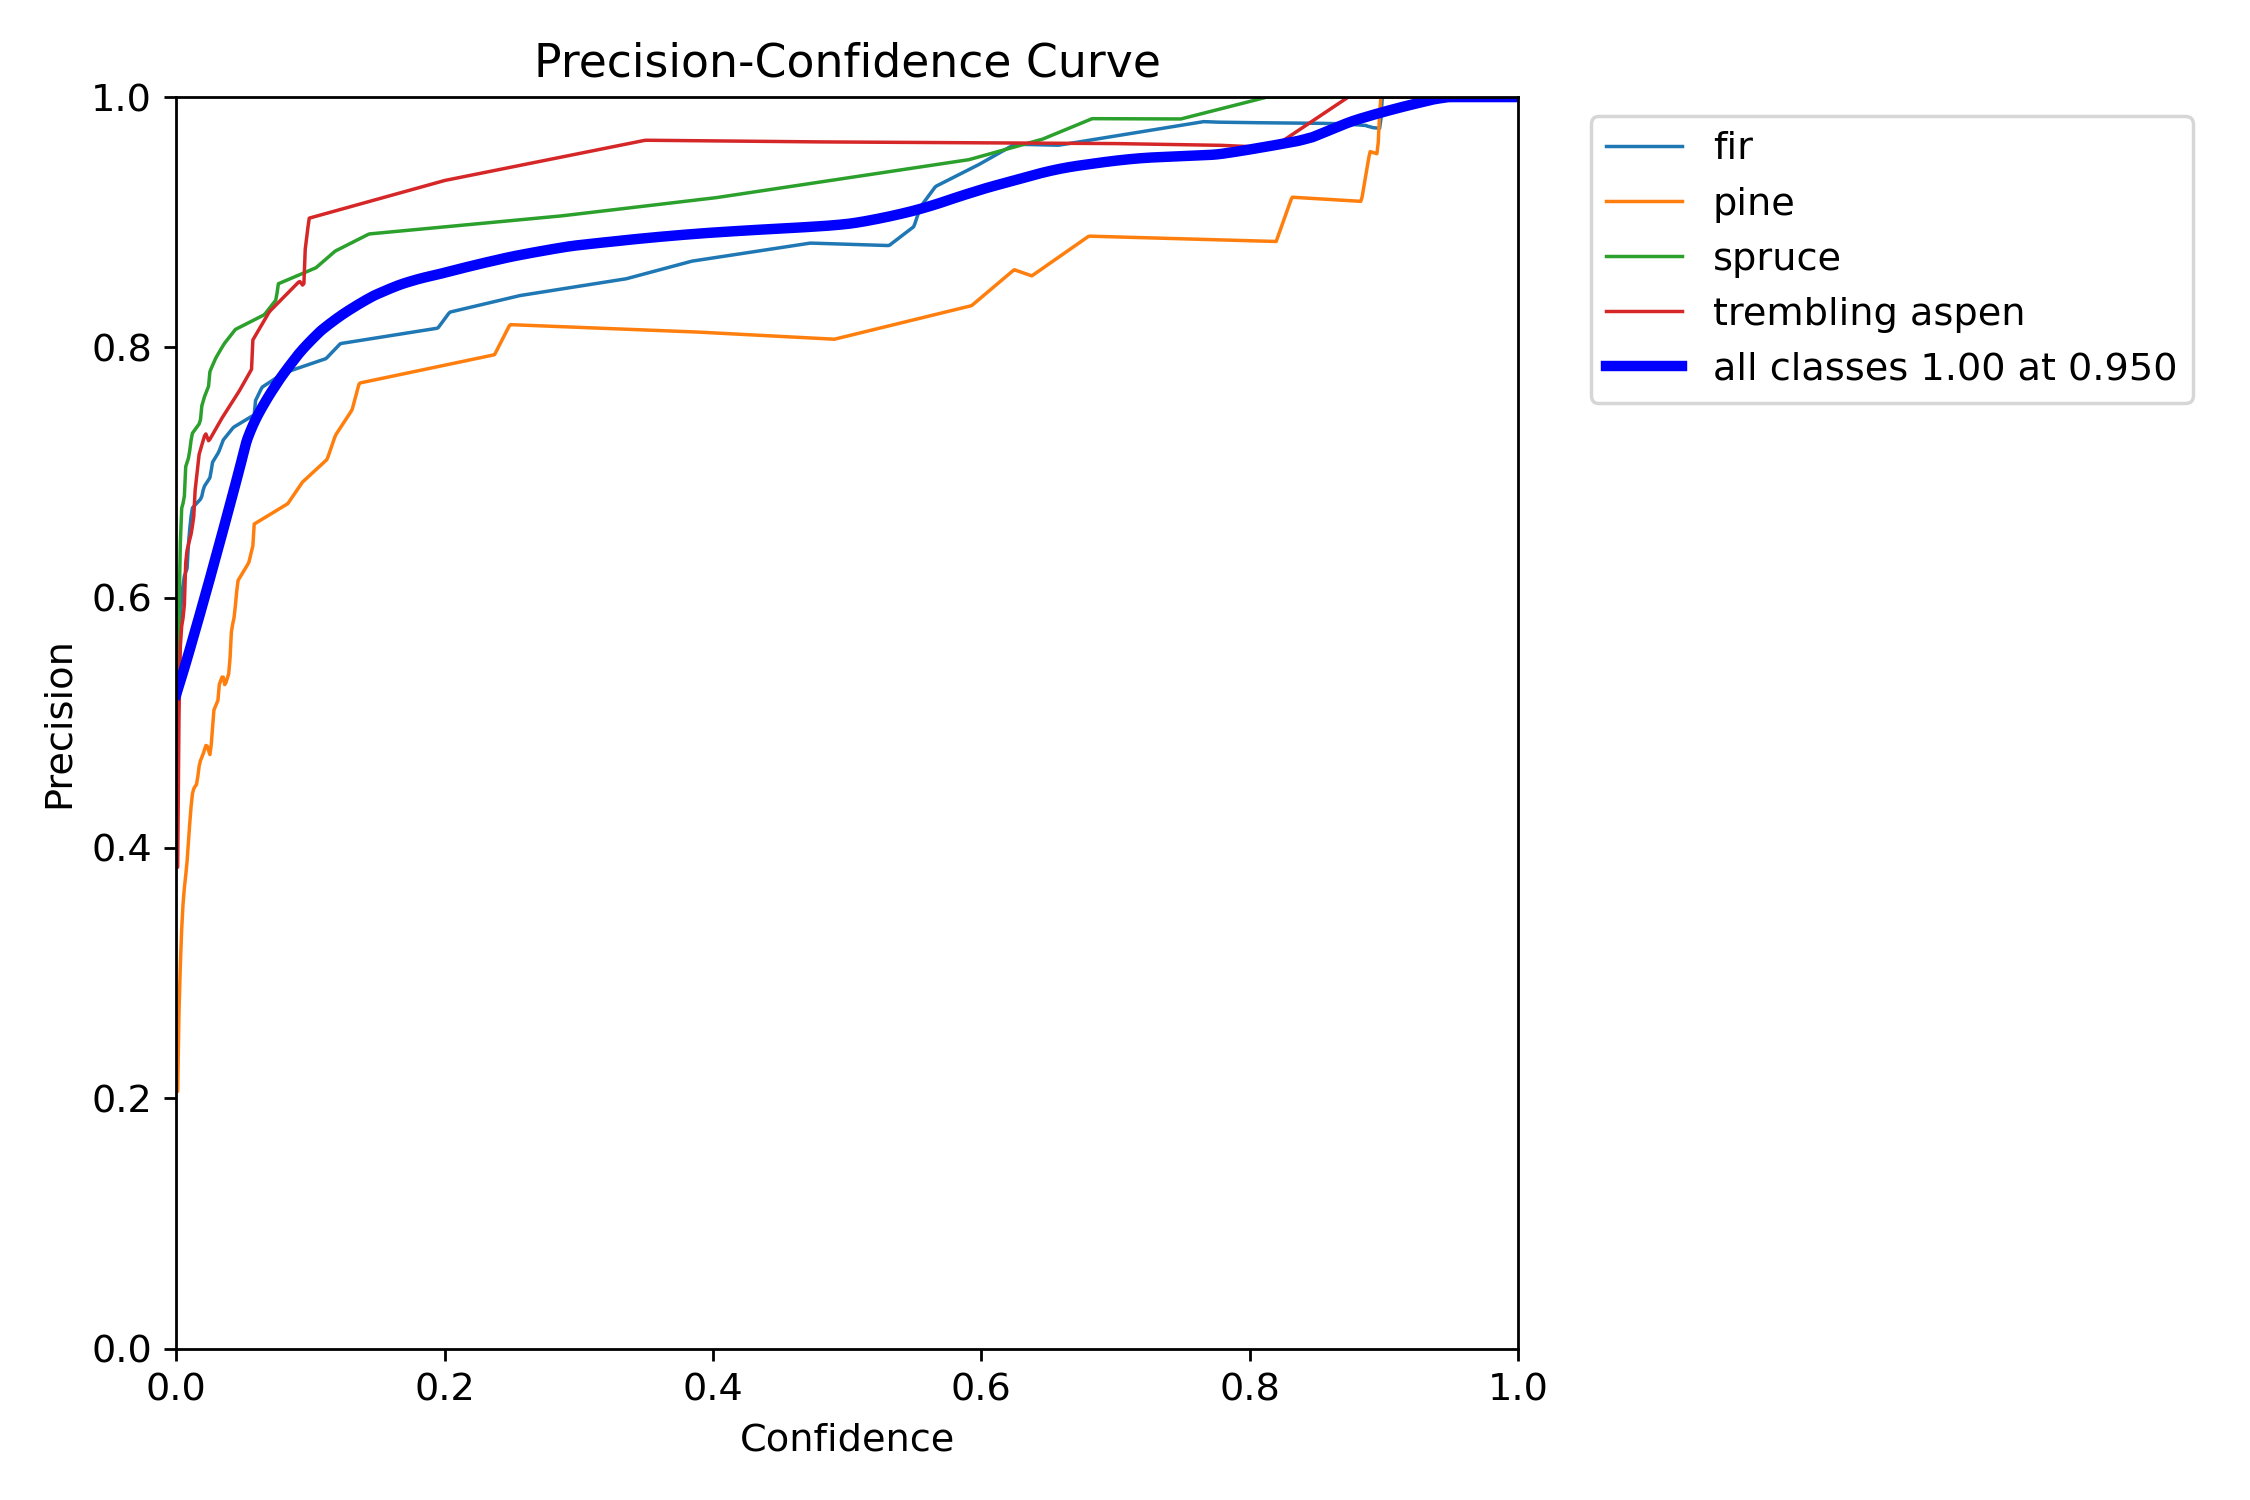 Precision-Confidence Curve
1.0
0.8
0.6
0.4
0.2
0.0
Precision
0.0 0.2 0.4 0.6 0.8 1.0
Confidence
fir
pine
spruce
trembling aspen
all classes 1.00 at 0.950